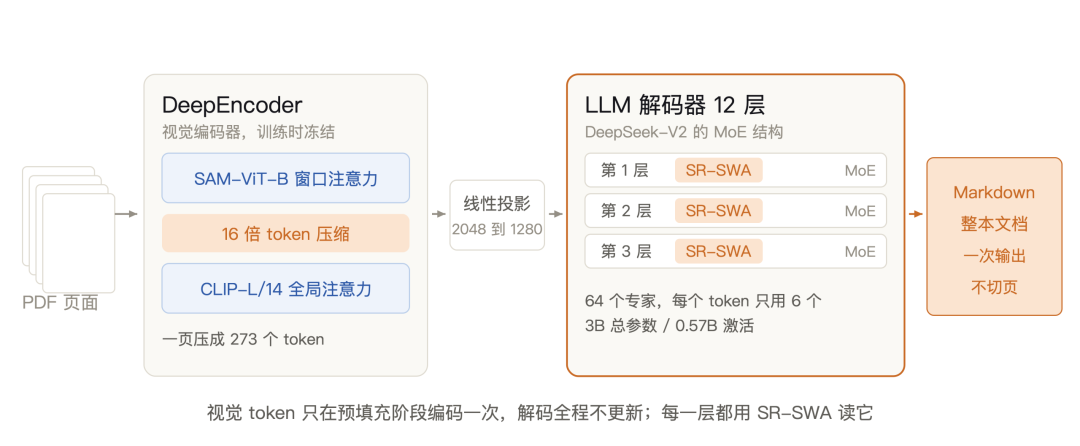 PDF 页面
DeepEncoder
视觉编码器，训练时冻结
SAM-ViT-B 窗口注意力
16 倍 token 压缩
CLIP-L/14 全局注意力
一页压成 273 个 token
线性投影
2048 到 1280
LLM 解码器 12 层
DeepSeek-V2 的 MoE 结构
第 1 层 SR-SWA MoE
第 2 层 SR-SWA MoE
第 3 层 SR-SWA MoE
64 个专家，每个 token 只用 6 个
3B 总参数 / 0.57B 激活
Markdown
整本文档
一次输出
不切页
视觉 token 只在预填充阶段编码一次，解码全程不更新；每一层都用 SR-SWA 读它